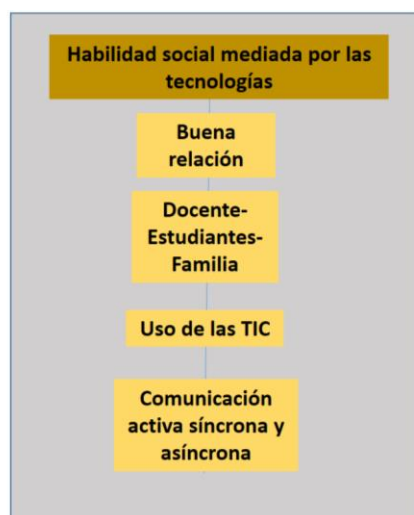 Habilidad social mediada por las
tecnologías
Buena
relación
Docente-
Estudiantes-
Familia
Uso de las TIC
Comunicación
activa síncrona y
asíncrona